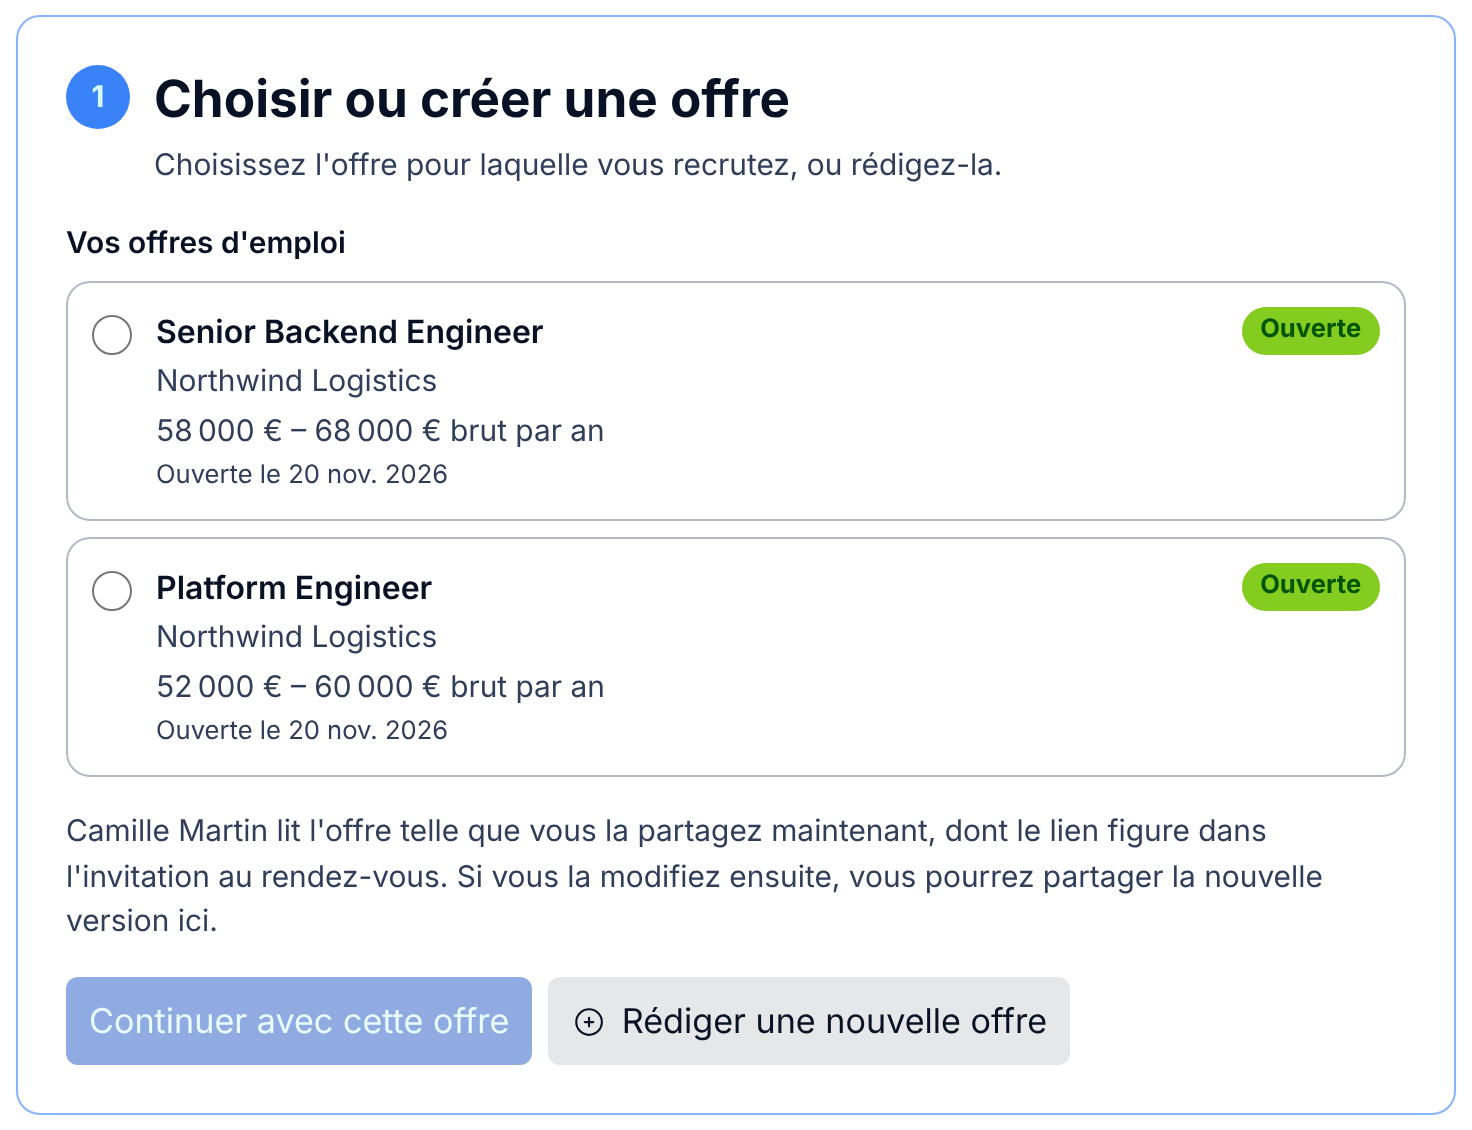 1
Choisir ou créer une offre
Choisissez l'offre pour laquelle vous recrutez, ou rédigez-la.
Vos offres d'emploi
Senior Backend Engineer
Ouverte
Northwind Logistics
58 000 € – 68 000 € brut par an
Ouverte le 20 nov. 2026
Platform Engineer
Ouverte
Northwind Logistics
52 000 € – 60 000 € brut par an
Ouverte le 20 nov. 2026
Camille Martin lit l'offre telle que vous la partagez maintenant, dont le lien figure dans
l'invitation au rendez-vous. Si vous la modifiez ensuite, vous pourrez partager la nouvelle
version ici.
Continuer avec cette offre
Rédiger une nouvelle offre